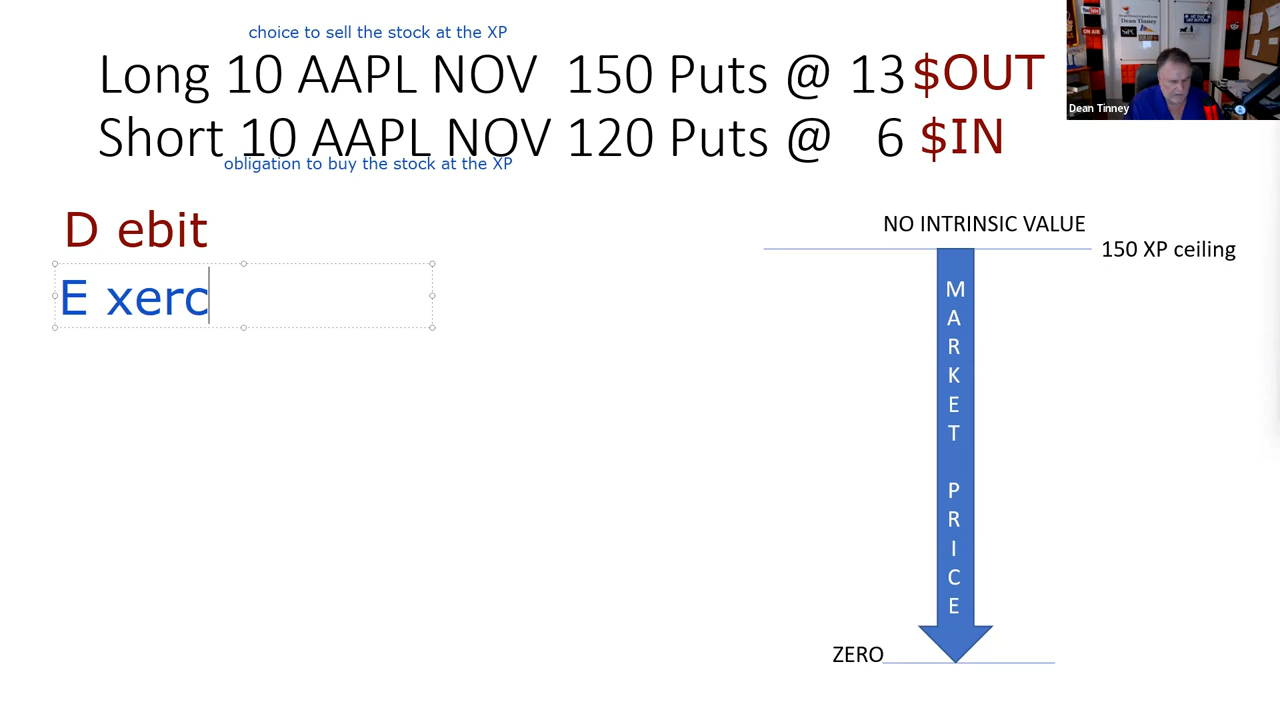 choice to sell the stock at the XP
Long 10 AAPL NOV 150 Puts @ 13 $OUT
Short 10 AAPL NOV 120 Puts @ 6 $IN
obligation to buy the stock at the XP
Dean Tinney
D ebit
E xerc
NO INTRINSIC VALUE
150 XP ceiling
MARKET PRICE
ZERO